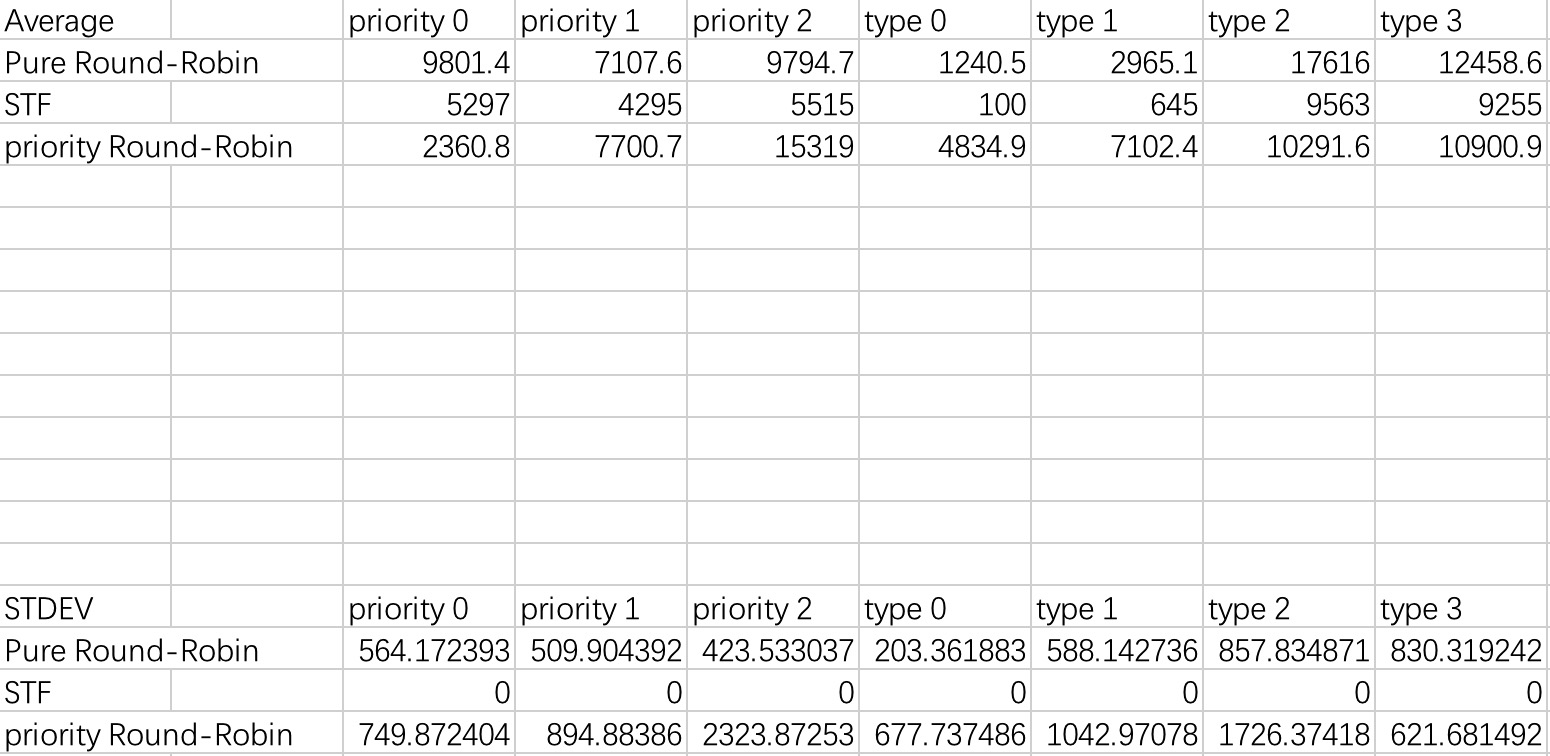 Average priority 0 priority 1 priority 2 type 0 type 1 type 2 type 3
Pure Round-Robin 9801.4 7107.6 9794.7 1240.5 2965.1 17616 12458.6
STF 5297 4295 5515 100 645 9563 9255
priority Round-Robin 2360.8 7700.7 15319 4834.9 7102.4 10291.6 10900.9
STDEV priority 0 priority 1 priority 2 type 0 type 1 type 2 type 3
Pure Round-Robin 564.172393 509.904392 423.533037 203.361883 588.142736 857.834871 830.319242
STF 0 0 0 0 0 0 0
priority Round-Robin 749.872404 894.88386 2323.87253 677.737486 1042.97078 1726.37418 621.681492